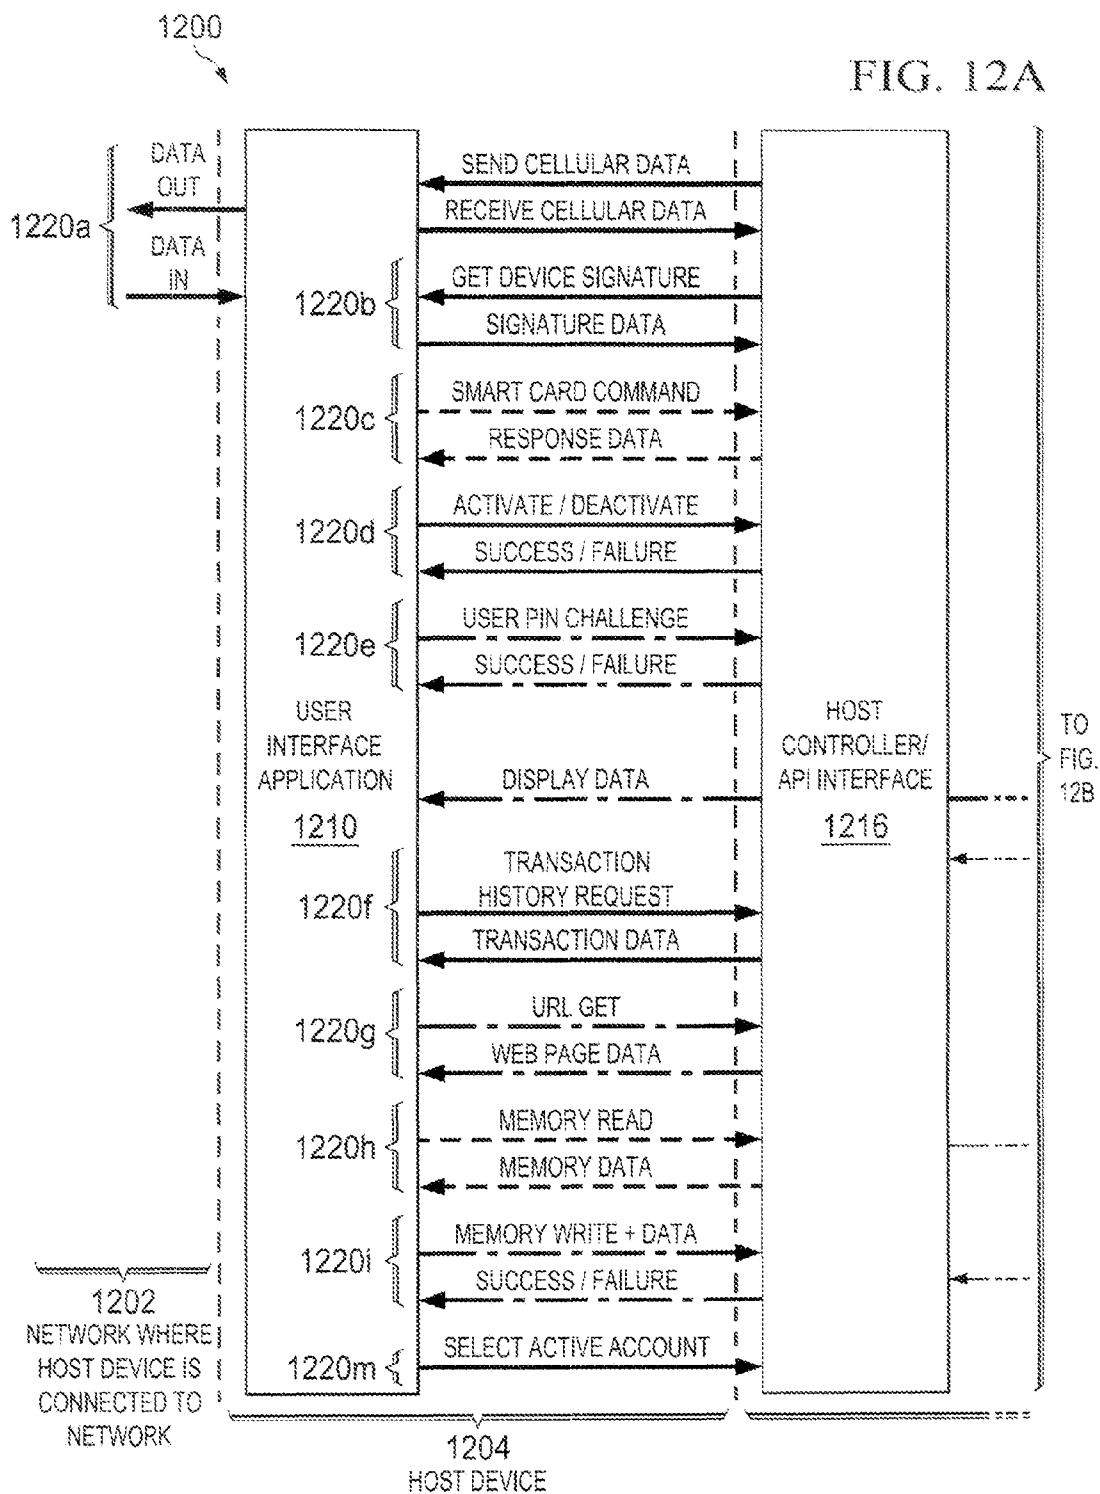 1200
FIG. 12A
DATA
OUT
1220a
DATA
IN
SEND CELLULAR DATA
RECEIVE CELLULAR DATA
1220b
GET DEVICE SIGNATURE
SIGNATURE DATA
1220c
SMART CARD COMMAND
RESPONSE DATA
1220d
ACTIVATE / DEACTIVATE
SUCCESS / FAILURE
1220e
USER PIN CHALLENGE
SUCCESS / FAILURE
USER
INTERFACE
APPLICATION
1210
DISPLAY DATA
HOST
CONTROLLER/
API INTERFACE
1216
TO
FIG.
12B
1220f
TRANSACTION
HISTORY REQUEST
TRANSACTION DATA
1220g
URL GET
WEB PAGE DATA
1220h
MEMORY READ
MEMORY DATA
1220i
MEMORY WRITE + DATA
SUCCESS / FAILURE
1220m
SELECT ACTIVE ACCOUNT
1202
NETWORK WHERE
HOST DEVICE IS
CONNECTED TO
NETWORK
1204
HOST DEVICE